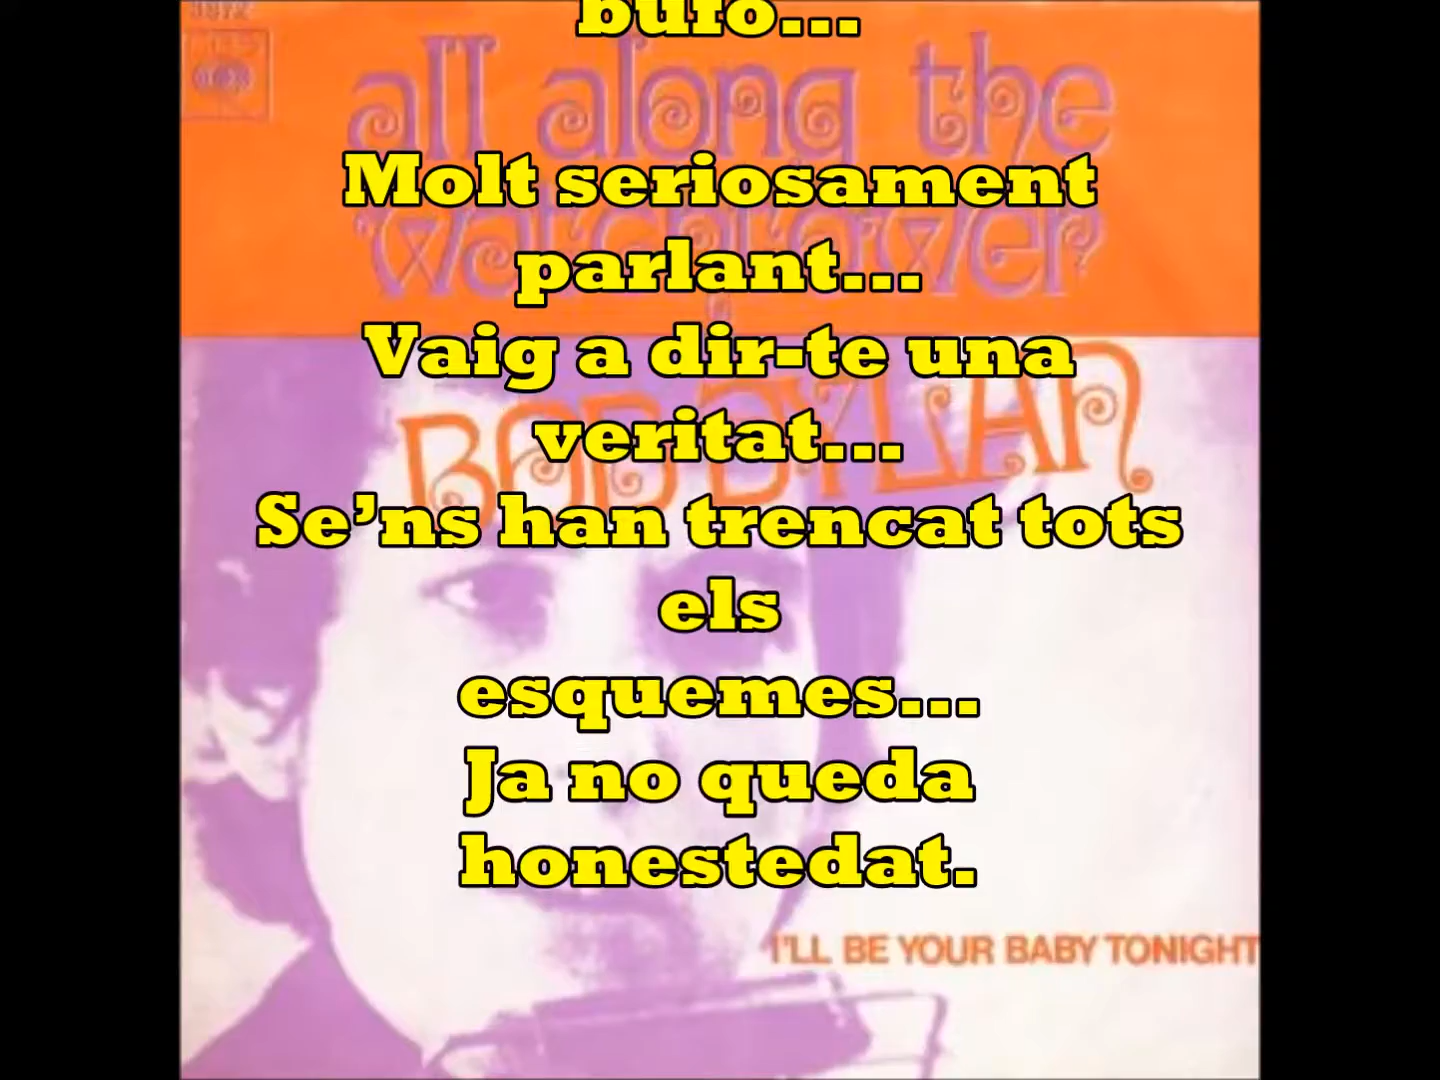 bufo...
all along the
Molt seriosament
watchtower
parlant...
Vaig a dir-te una
BOB DYLAN
veritat...
Se’ns han trencat tots
els
esquemes...
Ja no queda
honestedat.
I'LL BE YOUR BABY TONIGHT